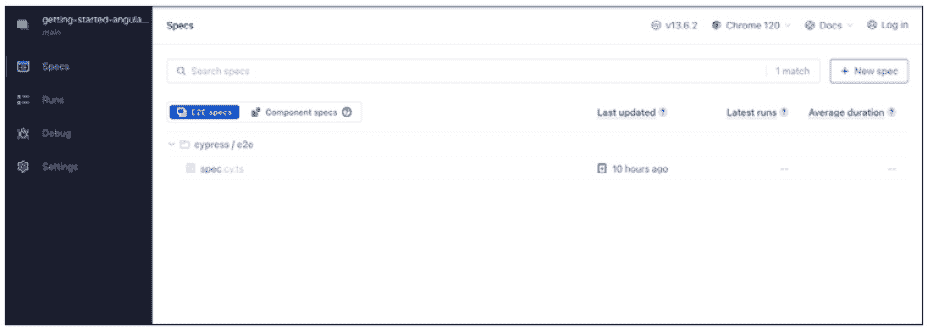 getting-started-angula...
main
Specs
Runs
Debug
Settings
Specs
v13.6.2
Chrome 120
Docs
Log in
Search specs
1 match
+ New spec
E2E specs
Component specs
Last updated
Latest runs
Average duration
cypress / e2e
spec.cy.ts
10 hours ago
--
--